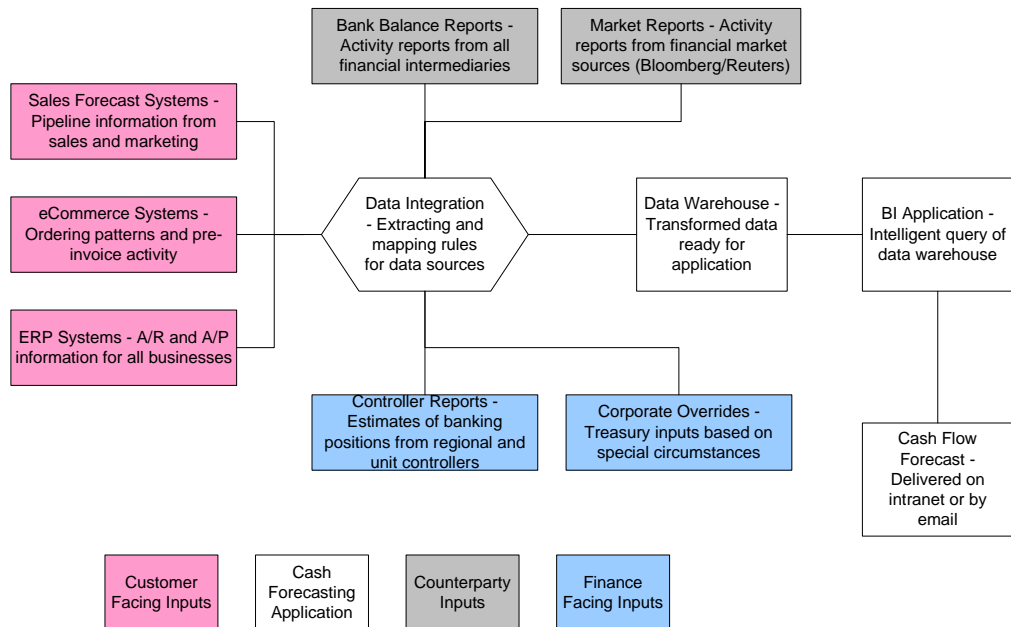 Bank Balance Reports -
Activity reports from all
financial intermediaries
Market Reports - Activity
reports from financial market
sources (Bloomberg/Reuters)
Sales Forecast Systems -
Pipeline information from
sales and marketing
eCommerce Systems -
Ordering patterns and pre-
invoice activity
ERP Systems - A/R and A/P
information for all businesses
Data Integration
- Extracting and
mapping rules
for data sources
Data Warehouse -
Transformed data
ready for
application
BI Application -
Intelligent query of
data warehouse
Controller Reports -
Estimates of banking
positions from regional and
unit controllers
Corporate Overrides -
Treasury inputs based on
special circumstances
Cash Flow
Forecast -
Delivered on
intranet or by
email
Customer
Facing Inputs
Cash
Forecasting
Application
Counterparty
Inputs
Finance
Facing Inputs